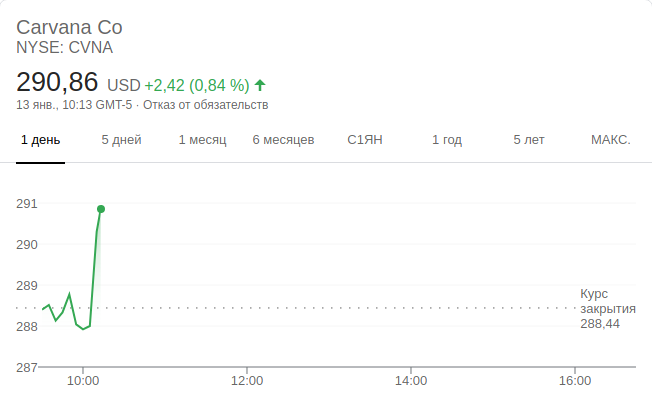 Carvana Co
NYSE: CVNA
290,86 USD +2,42 (0,84 %)
13 янв., 10:13 GMT-5 · Отказ от обязательств
1 день 5 дней 1 месяц 6 месяцев С1ЯН 1 год 5 лет МАКС.
291
290
289
Курс
закрытия
288,44
288
287
10:00 12:00 14:00 16:00